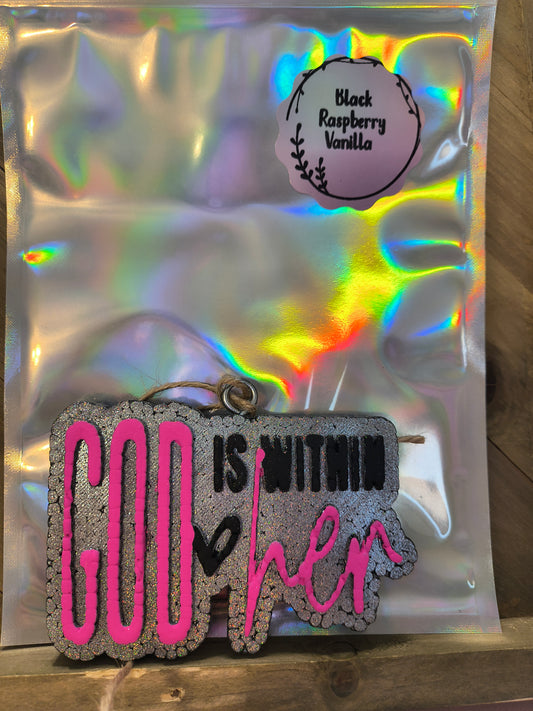 Black
Raspberry
Vanilla
GOD IS WITHIN
her